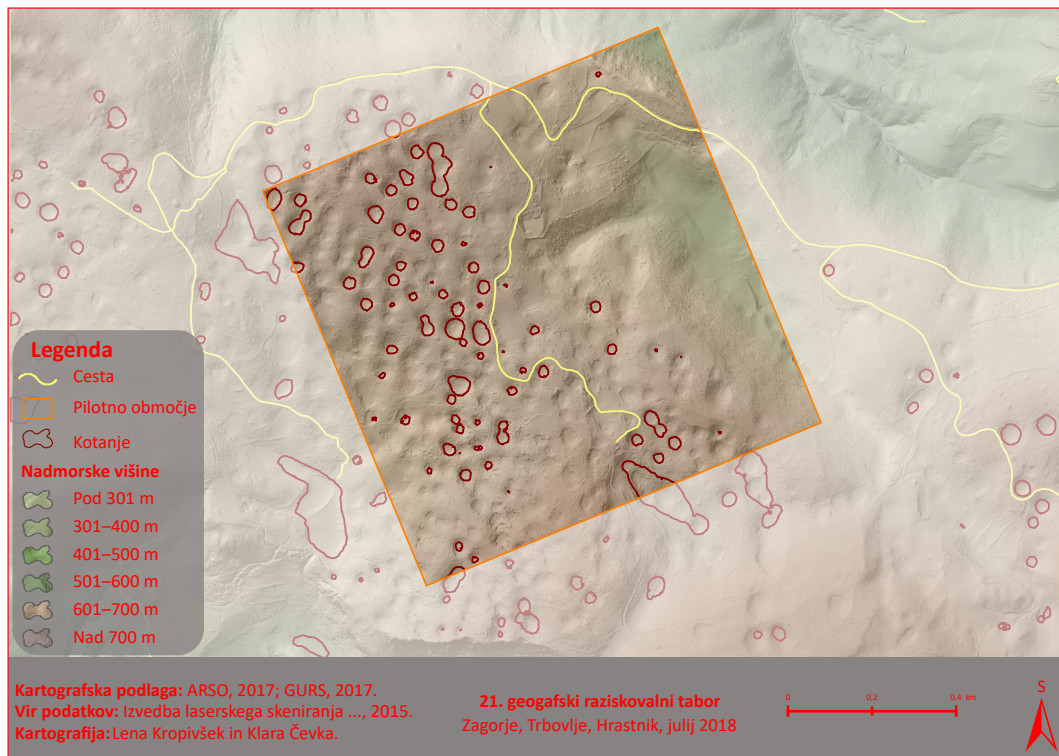 Legenda
Cesta
Pilotno območje
Kotanje
Nadmorske višine
Pod 301 m
301–400 m
401–500 m
501–600 m
601–700 m
Nad 700 m
Kartografska podlaga: ARSO, 2017; GURS, 2017.
Vir podatkov: Izvedba laserskega skeniranja ..., 2015.
Kartografija: Lena Kropivšek in Klara Čevka.
21. geogafski raziskovalni tabor
Zagorje, Trbovlje, Hrastnik, julij 2018
0 0,2 0,4 km
S